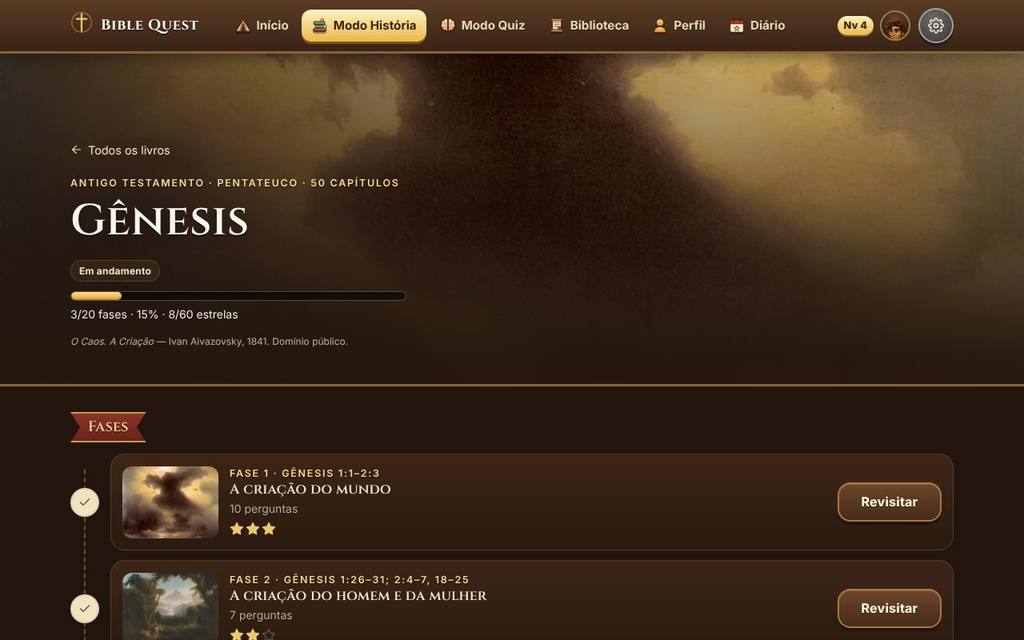 Bible Quest
Início
Modo História
Modo Quiz
Biblioteca
Perfil
Diário
Nv 4
← Todos os livros
ANTIGO TESTAMENTO · PENTATEUCO · 50 CAPÍTULOS
Gênesis
Em andamento
3/20 fases · 15% · 8/60 estrelas
O Caos. A Criação — Ivan Aivazovsky, 1841. Domínio público.
Fases
FASE 1 · GÊNESIS 1:1–2:3
A criação do mundo
10 perguntas
Revisitar
FASE 2 · GÊNESIS 1:26–31; 2:4–7, 18–25
A criação do homem e da mulher
7 perguntas
Revisitar